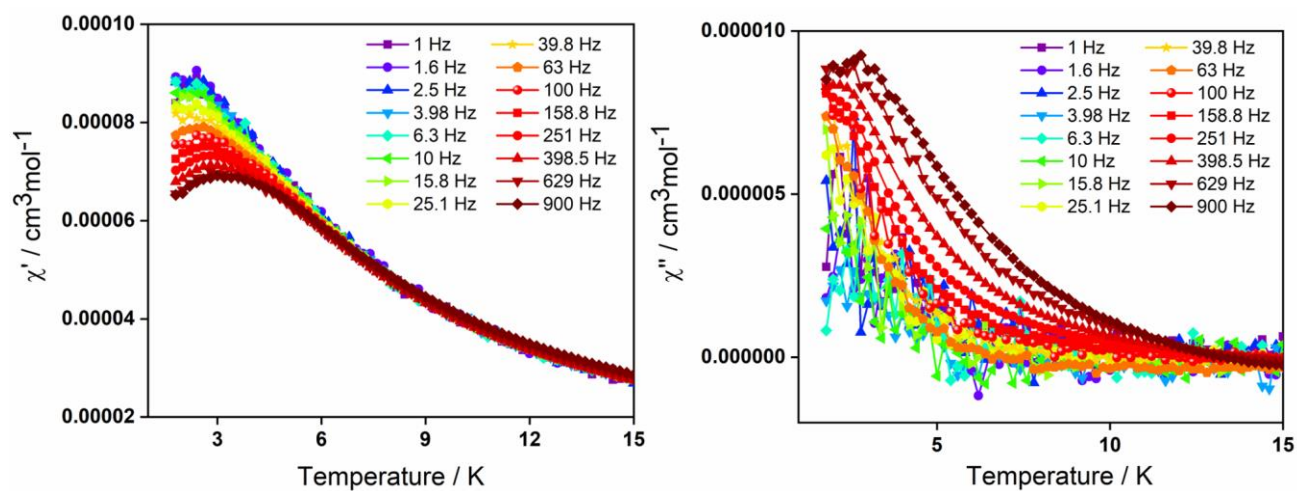 0.00010
0.00008
0.00006
0.00004
0.00002
χ' / cm³mol⁻¹
1 Hz 39.8 Hz
1.6 Hz 63 Hz
2.5 Hz 100 Hz
3.98 Hz 158.8 Hz
6.3 Hz 251 Hz
10 Hz 398.5 Hz
15.8 Hz 629 Hz
25.1 Hz 900 Hz
3 6 9 12 15
Temperature / K
0.000010
0.000005
0.000000
χ'' / cm³mol⁻¹
1 Hz 39.8 Hz
1.6 Hz 63 Hz
2.5 Hz 100 Hz
3.98 Hz 158.8 Hz
6.3 Hz 251 Hz
10 Hz 398.5 Hz
15.8 Hz 629 Hz
25.1 Hz 900 Hz
5 10 15
Temperature / K